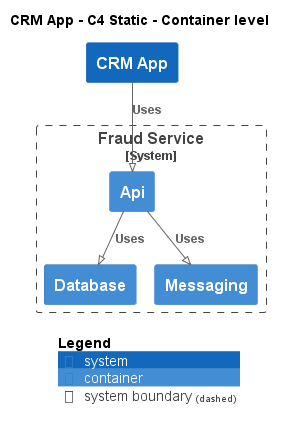 CRM App - C4 Static - Container level
CRM App
Uses
Fraud Service
[System]
Api
Uses
Uses
Database
Messaging
Legend
system
container
system boundary (dashed)